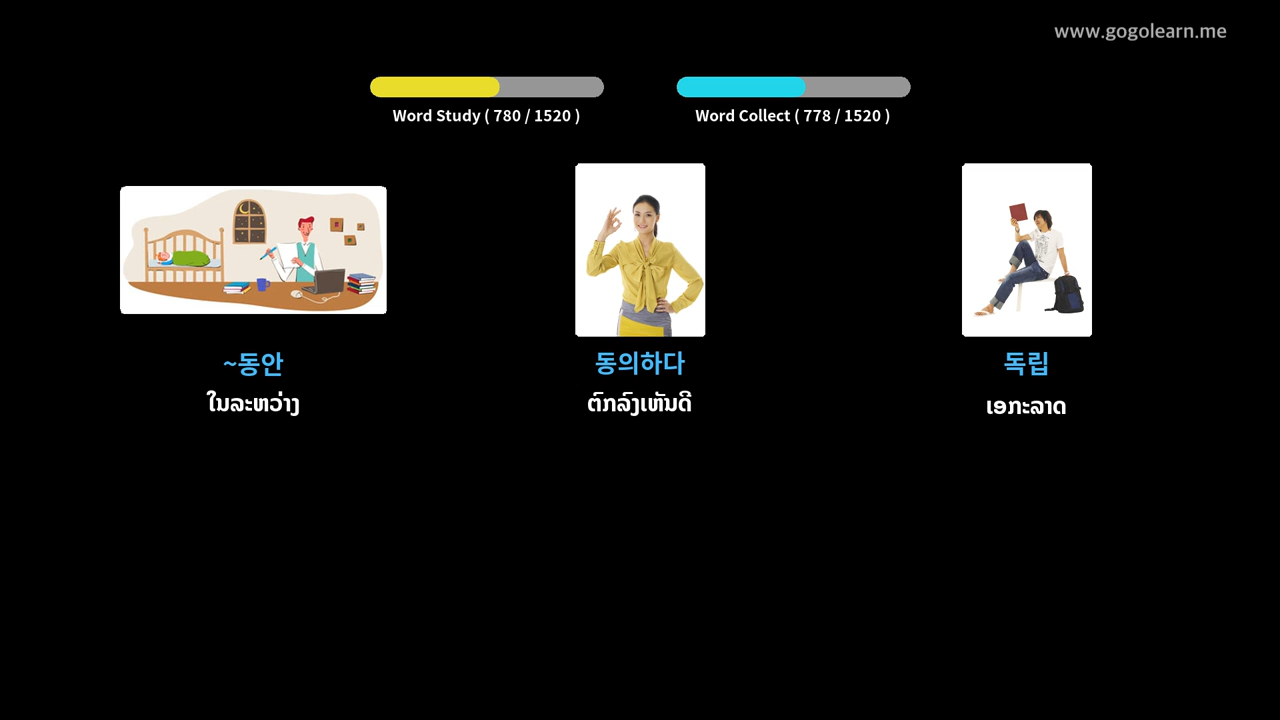 www.gogolearn.me
Word Study ( 780 / 1520 )
Word Collect ( 778 / 1520 )
~동안
동의하다
독립
ໃນລະຫວ່າງ
ຕົກລົງເຫັນດີ
ເອກະລາດ